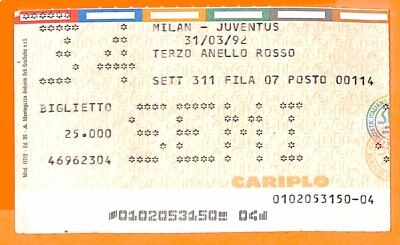 MILAN - JUVENTUS
31/03/92
TERZO ANELLO ROSSO
SETT 311 FILA 07 POSTO 00114
BIGLIETTO
25.000
SEMI
46962304
CARIPLO
0102053150-04
0102053150 04